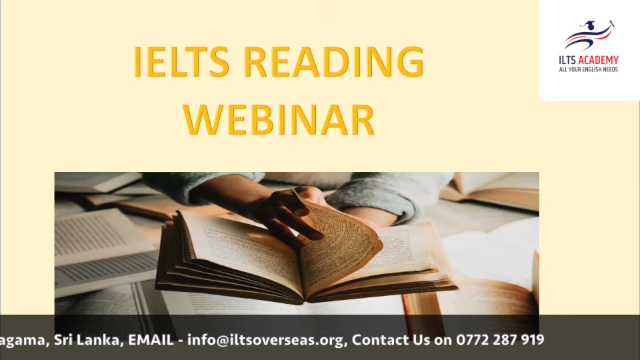 IELTS READING
WEBINAR
ILTS ACADEMY
ALL YOUR ENGLISH NEEDS
agama, Sri Lanka, EMAIL - info@iltsoverseas.org, Contact Us on 0772 287 919